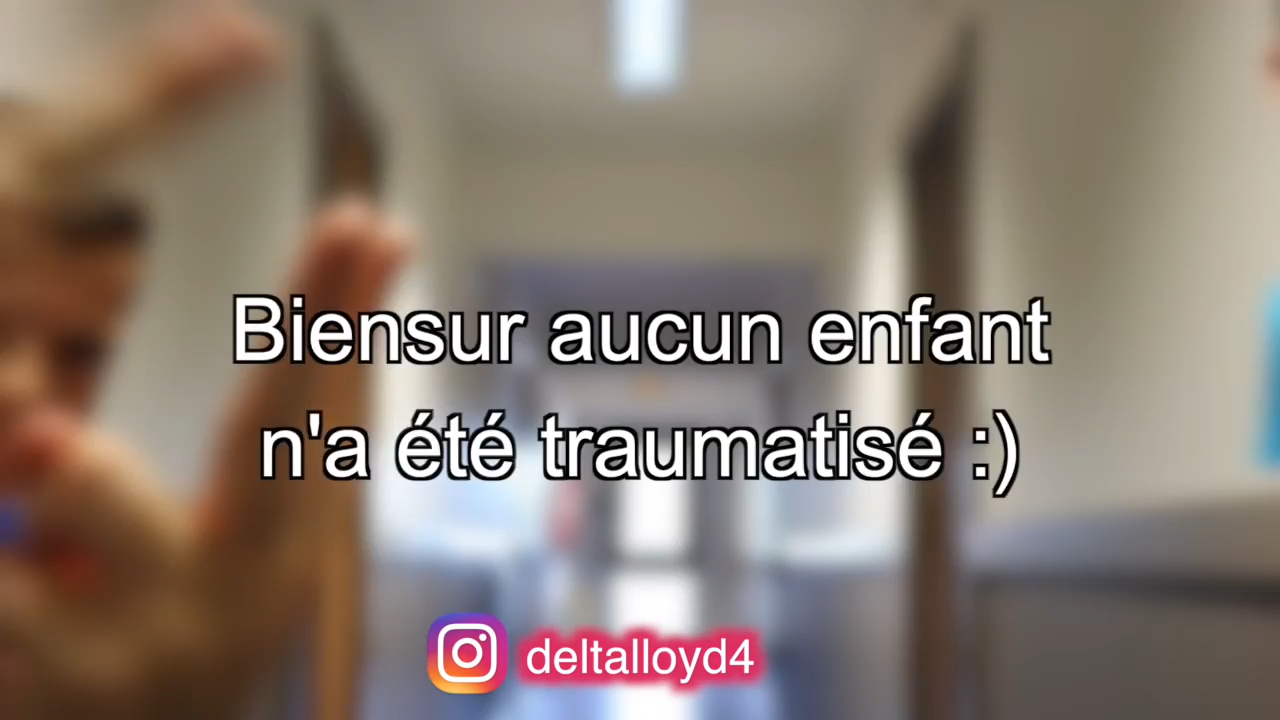 Biensur aucun enfant
n'a été traumatisé :)
deltalloyd4